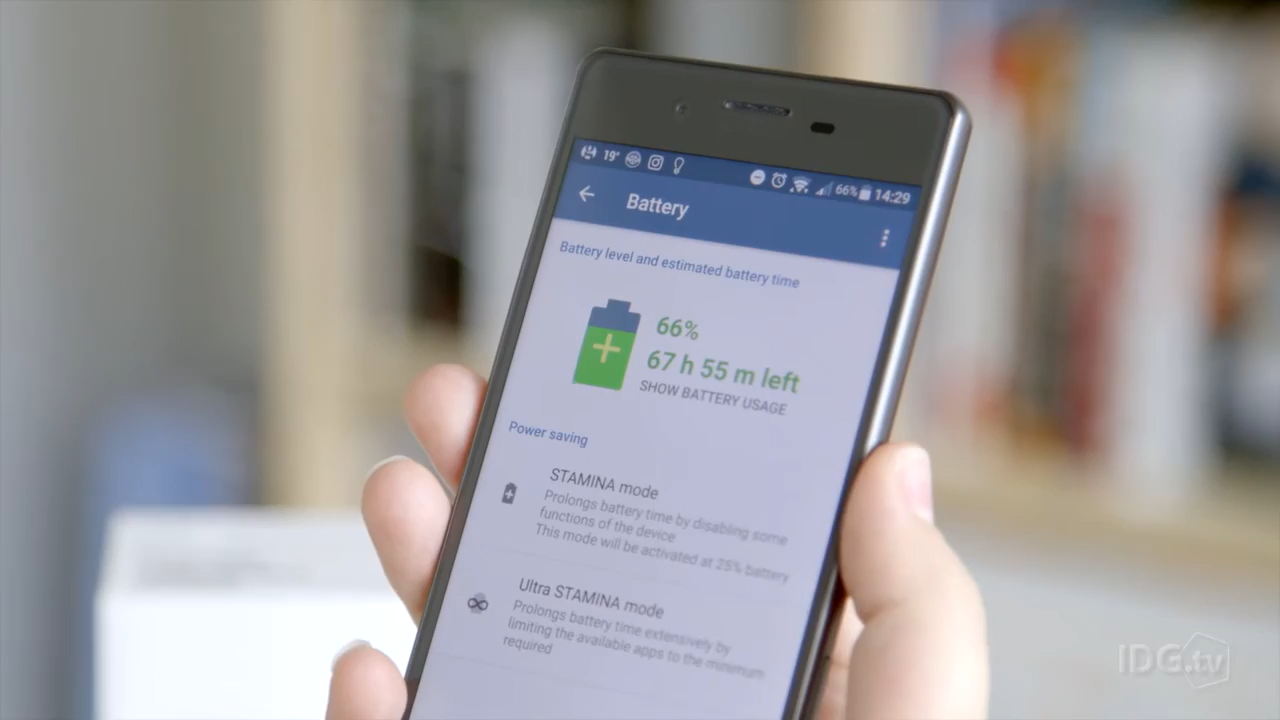 19° 66% 14:29
Battery
Battery level and estimated battery time
66%
67 h 55 m left
SHOW BATTERY USAGE
Power saving
STAMINA mode
Prolongs battery time by disabling some
functions of the device
This mode will be activated at 25% battery
Ultra STAMINA mode
Prolongs battery time extensively by
limiting the available apps to the minimum
required
IDG.tv